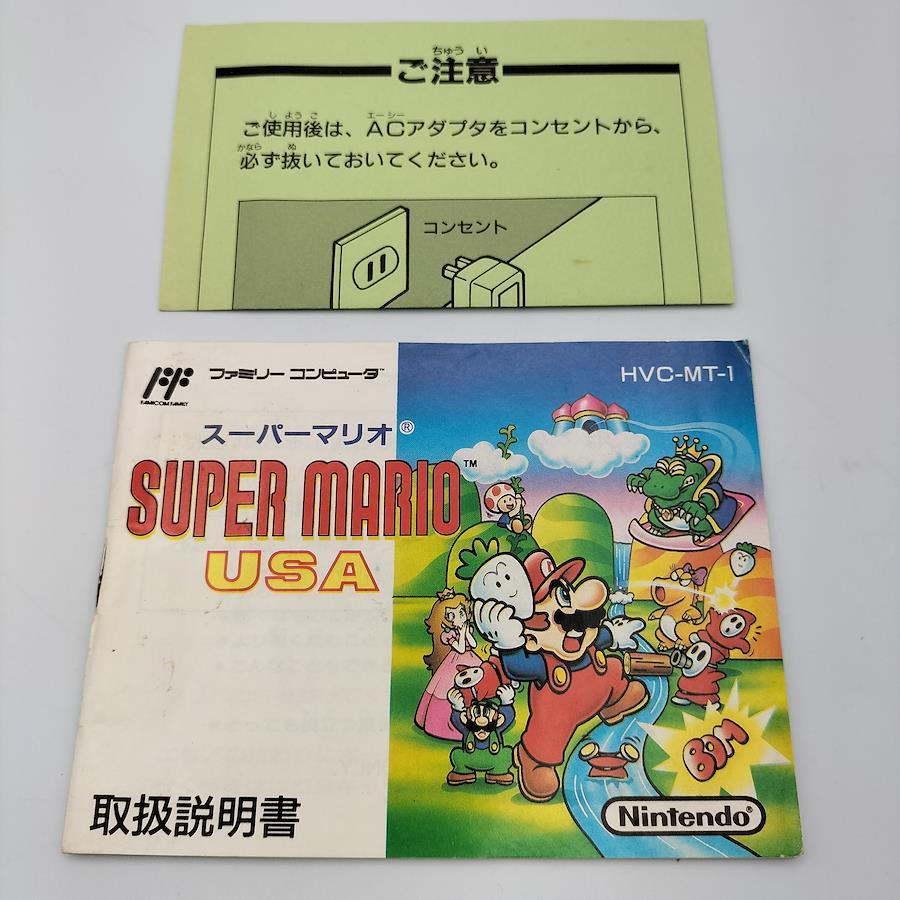 ちゅう い
ご注意
し よう ご
エーシー
ご使用後は、ACアダプタをコンセントから、
かなら ぬ
必ず抜いておいてください。
コンセント
FAMICOM FAMILY
ファミリー コンピュータ™
HVC-MT-1
スーパーマリオ®
SUPER MARIO™
USA
BOM
取扱説明書
Nintendo®